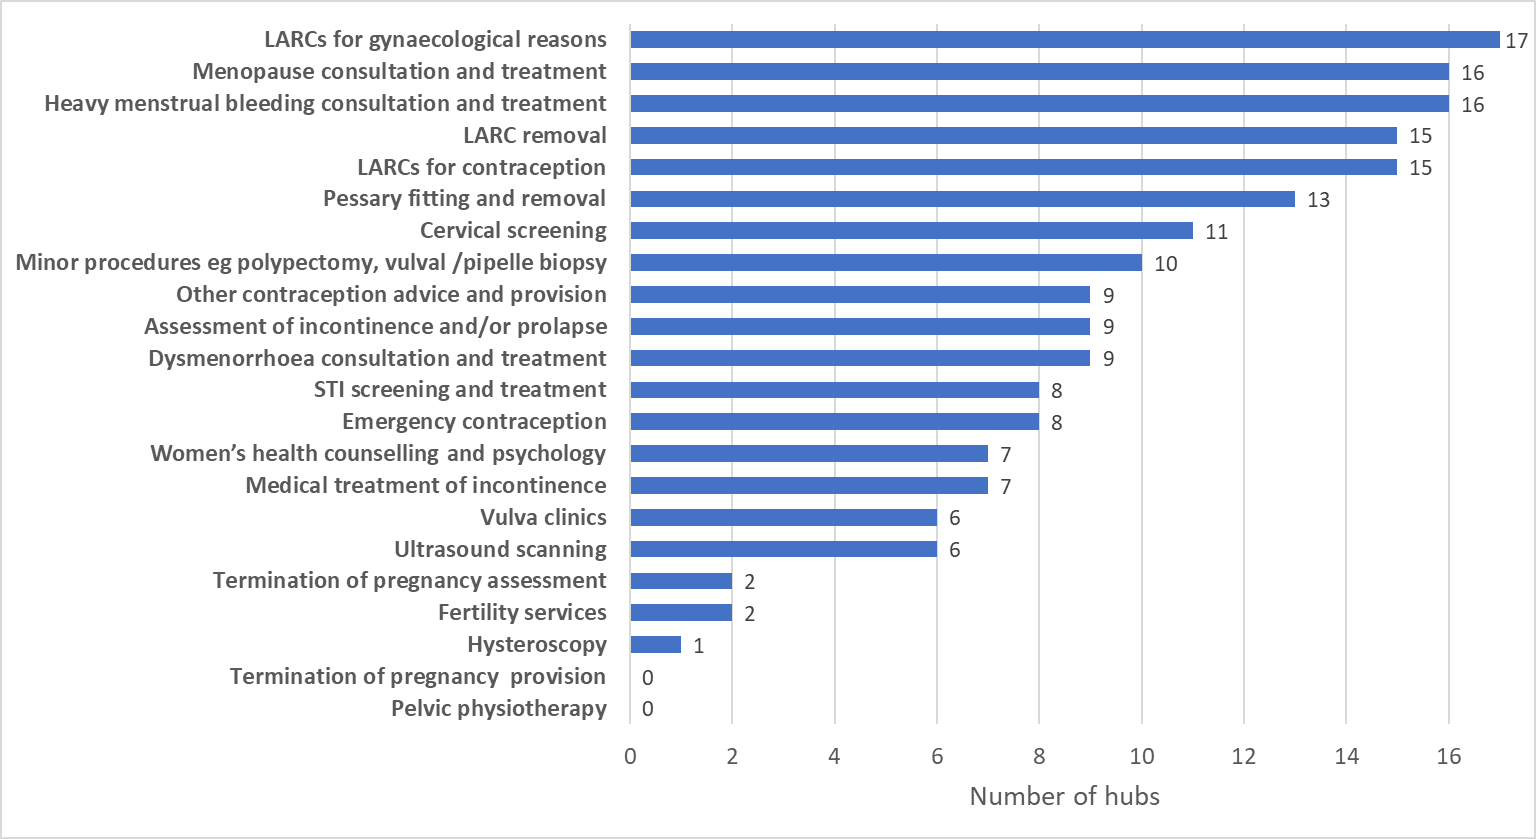 LARCs for gynaecological reasons 17
Menopause consultation and treatment 16
Heavy menstrual bleeding consultation and treatment 16
LARC removal 15
LARCs for contraception 15
Pessary fitting and removal 13
Cervical screening 11
Minor procedures eg polypectomy, vulval /pipelle biopsy 10
Other contraception advice and provision 9
Assessment of incontinence and/or prolapse 9
Dysmenorrhoea consultation and treatment 9
STI screening and treatment 8
Emergency contraception 8
Women’s health counselling and psychology 7
Medical treatment of incontinence 7
Vulva clinics 6
Ultrasound scanning 6
Termination of pregnancy assessment 2
Fertility services 2
Hysteroscopy 1
Termination of pregnancy  provision 0
Pelvic physiotherapy 0
0 2 4 6 8 10 12 14 16
Number of hubs